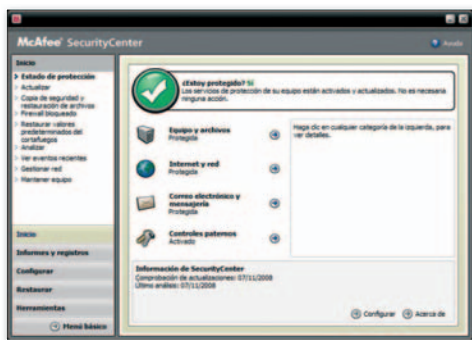 McAfee® SecurityCenter
Ayuda
Inicio
Estado de protección
Actualizar
Copia de seguridad y
restauración de archivos
Firewall bloqueado
Restaurar valores
predeterminados del
cortafuegos
Analizar
Ver eventos recientes
Gestionar red
Mantener equipo
Inicio
Informes y registros
Configurar
Restaurar
Herramientas
Menú básico
¿Estoy protegido? Sí
Los servicios de protección de su equipo están activados y actualizados. No es necesaria
ninguna acción.
Equipo y archivos
Protegida
Internet y red
Protegida
Correo electrónico y
mensajería
Protegida
Controles paternos
Activado
Haga clic en cualquier categoría de la izquierda, para
ver detalles.
Información de SecurityCenter
Comprobación de actualizaciones: 07/11/2008
Último análisis: 07/11/2008
Configurar
Acerca de